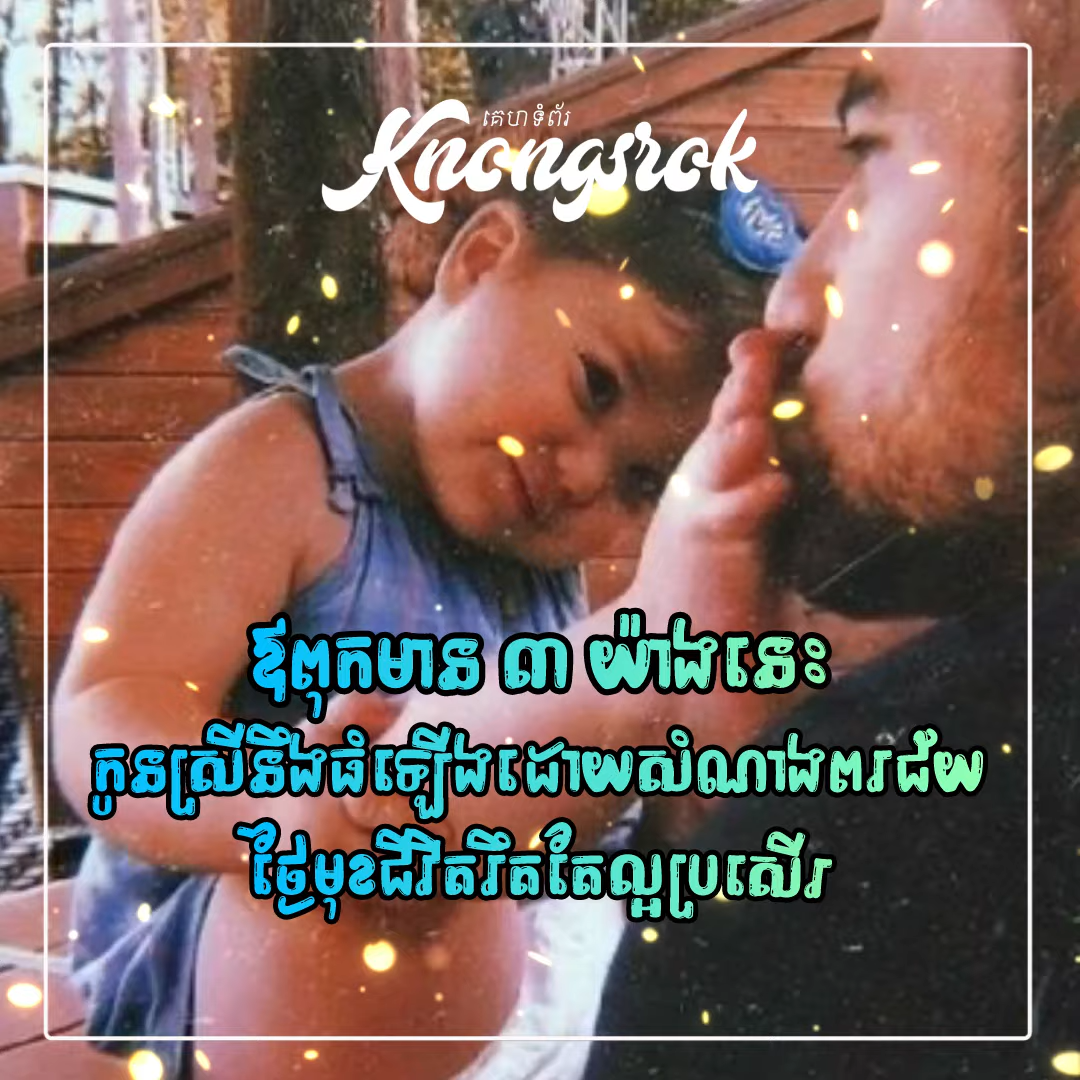 គេហទំព័រ
Knongsrok
ឪពុកមាន ៣ យ៉ាងនេះ
កូនស្រីនឹងធំឡើងដោយសំណាងពរជ័យ
ថ្ងៃមុខជីវិតរឹតតែល្អប្រសើរ